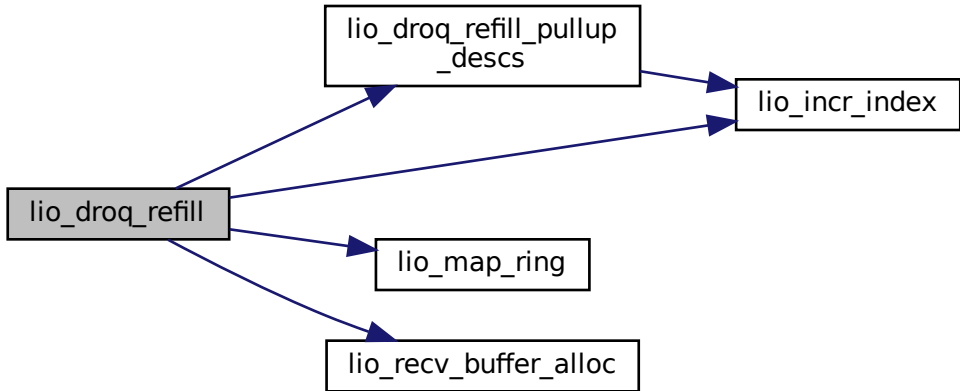 lio_droq_refill_pullup
_descs
lio_incr_index
lio_droq_refill
lio_map_ring
lio_recv_buffer_alloc